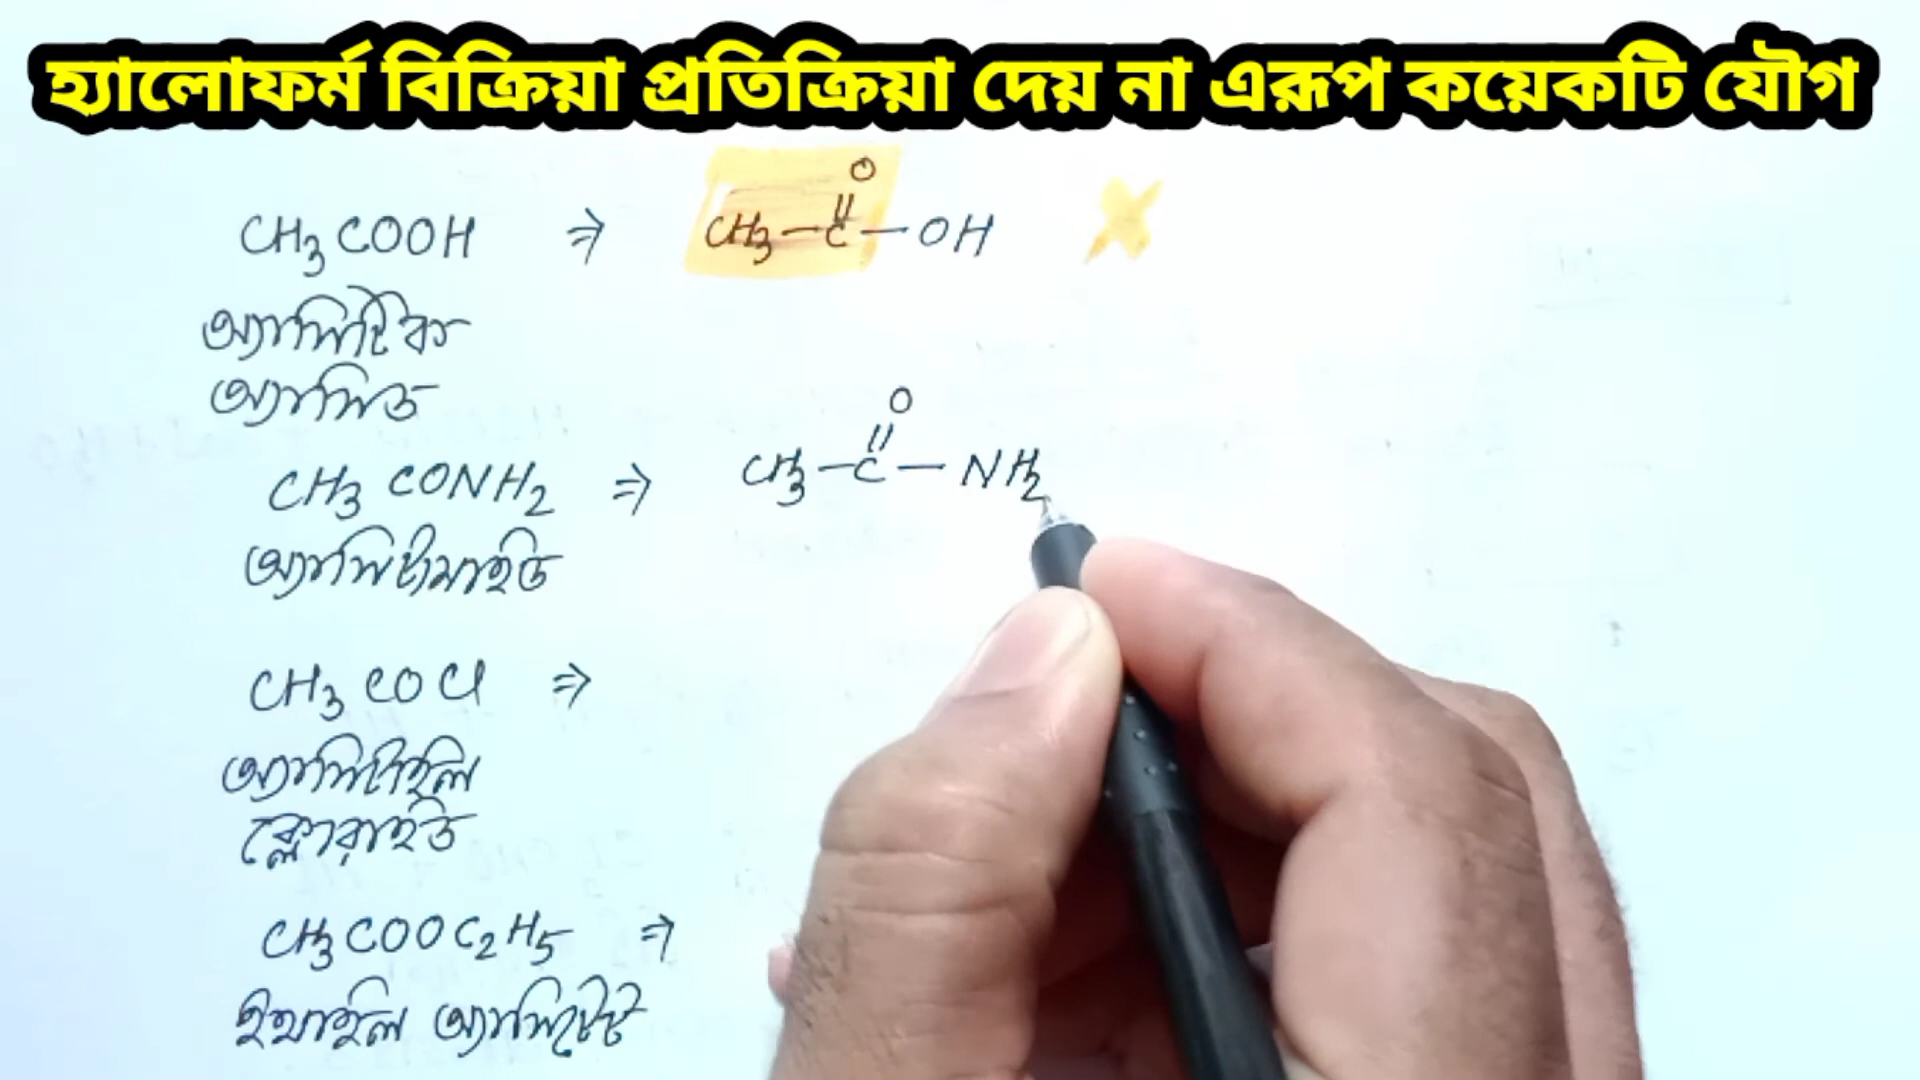 হ্যালোফর্ম বিক্রিয়া প্রতিক্রিয়া দেয় না এরূপ কয়েকটি যৌগ
O
CH3COOH ⇒ CH3-C-OH X
অ্যাসিটিক
অ্যাসিড
O
CH3CONH2 ⇒ CH3-C-NH2
অ্যাসিটামাইড
CH3COCl ⇒
অ্যাসিটাইল
ক্লোরাইড
CH3COOC2H5 ⇒
ইথাইল অ্যাসিটেট